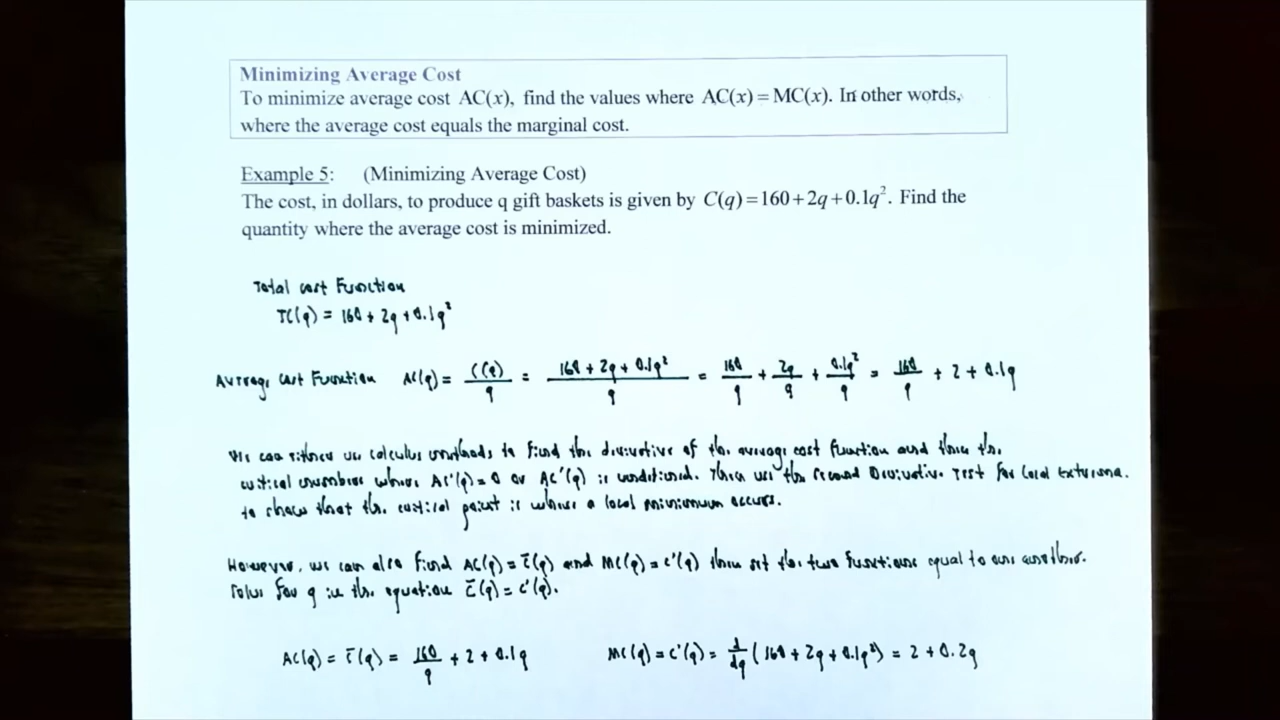 Minimizing Average Cost
To minimize average cost AC(x), find the values where AC(x) = MC(x). In other words,
where the average cost equals the marginal cost.
Example 5: (Minimizing Average Cost)
The cost, in dollars, to produce q gift baskets is given by C(q) = 160 + 2q + 0.1q². Find the
quantity where the average cost is minimized.
Total cost Function
TC(q) = 160 + 2q + 0.1q²
Average cost Function AC(q) = C(q)/q = (160 + 2q + 0.1q²)/q = 160/q + 2q/q + 0.1q²/q = 160/q + 2 + 0.1q
We can either use calculus methods to find the derivative of the average cost function and then the
critical numbers where AC'(q) = 0 or AC'(q) is undefined. Then use the Second Derivative Test for Local Extrema.
to show that the critical point is where a local minimum occurs.
However, we can also find AC(q) = C̄(q) and MC(q) = C'(q) then set the two functions equal to one another.
Solve for q in the equation C̄(q) = C'(q).
AC(q) = C̄(q) = 160/q + 2 + 0.1q MC(q) = C'(q) = d/dq (160 + 2q + 0.1q²) = 2 + 0.2q